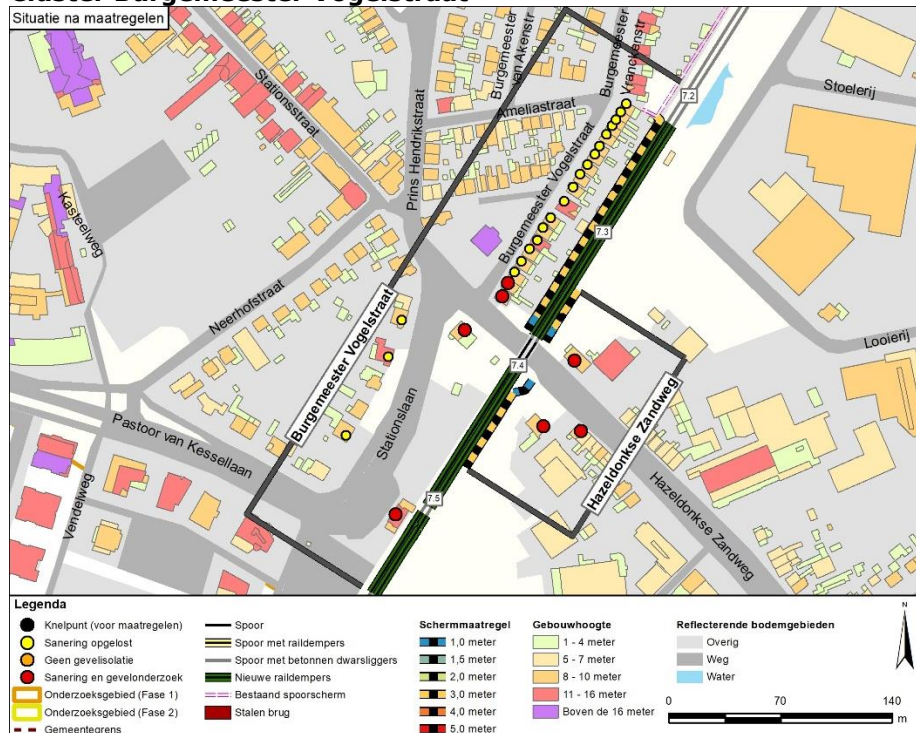 Cluster Burgemeester Vogelstraat
Situatie na maatregelen
Stationsstraat
Prins Hendrikstraat
Burgemeester
van Akenstr
Burgemeester
Vranckenstr
Ameliastraat
Burgemeester Vogelstraat
Stoelerij
7.2
7.3
Kasteelweg
Neerhofstraat
Burgemeester Vogelstraat
Looierij
7.4
Stationslaan
Hazeldonkse Zandweg
Pastoor van Kessellaan
Vendelweg
7.5
Hazeldonkse Zandweg
Legenda
Knelpunt (voor maatregelen)
Sanering opgelost
Geen gevelisolatie
Sanering en gevelonderzoek
Onderzoeksgebied (Fase 1)
Onderzoeksgebied (Fase 2)
Gemeentegrens
Spoor
Spoor met raildempers
Spoor met betonnen dwarsliggers
Nieuwe raildempers
Bestaand spoorscherm
Stalen brug
Schermmaatregel
1,0 meter
1,5 meter
2,0 meter
3,0 meter
4,0 meter
5,0 meter
Gebouwhoogte
1 - 4 meter
5 - 7 meter
8 - 10 meter
11 - 16 meter
Boven de 16 meter
Reflecterende bodemgebieden
Overig
Weg
Water
N
0 70 140
m